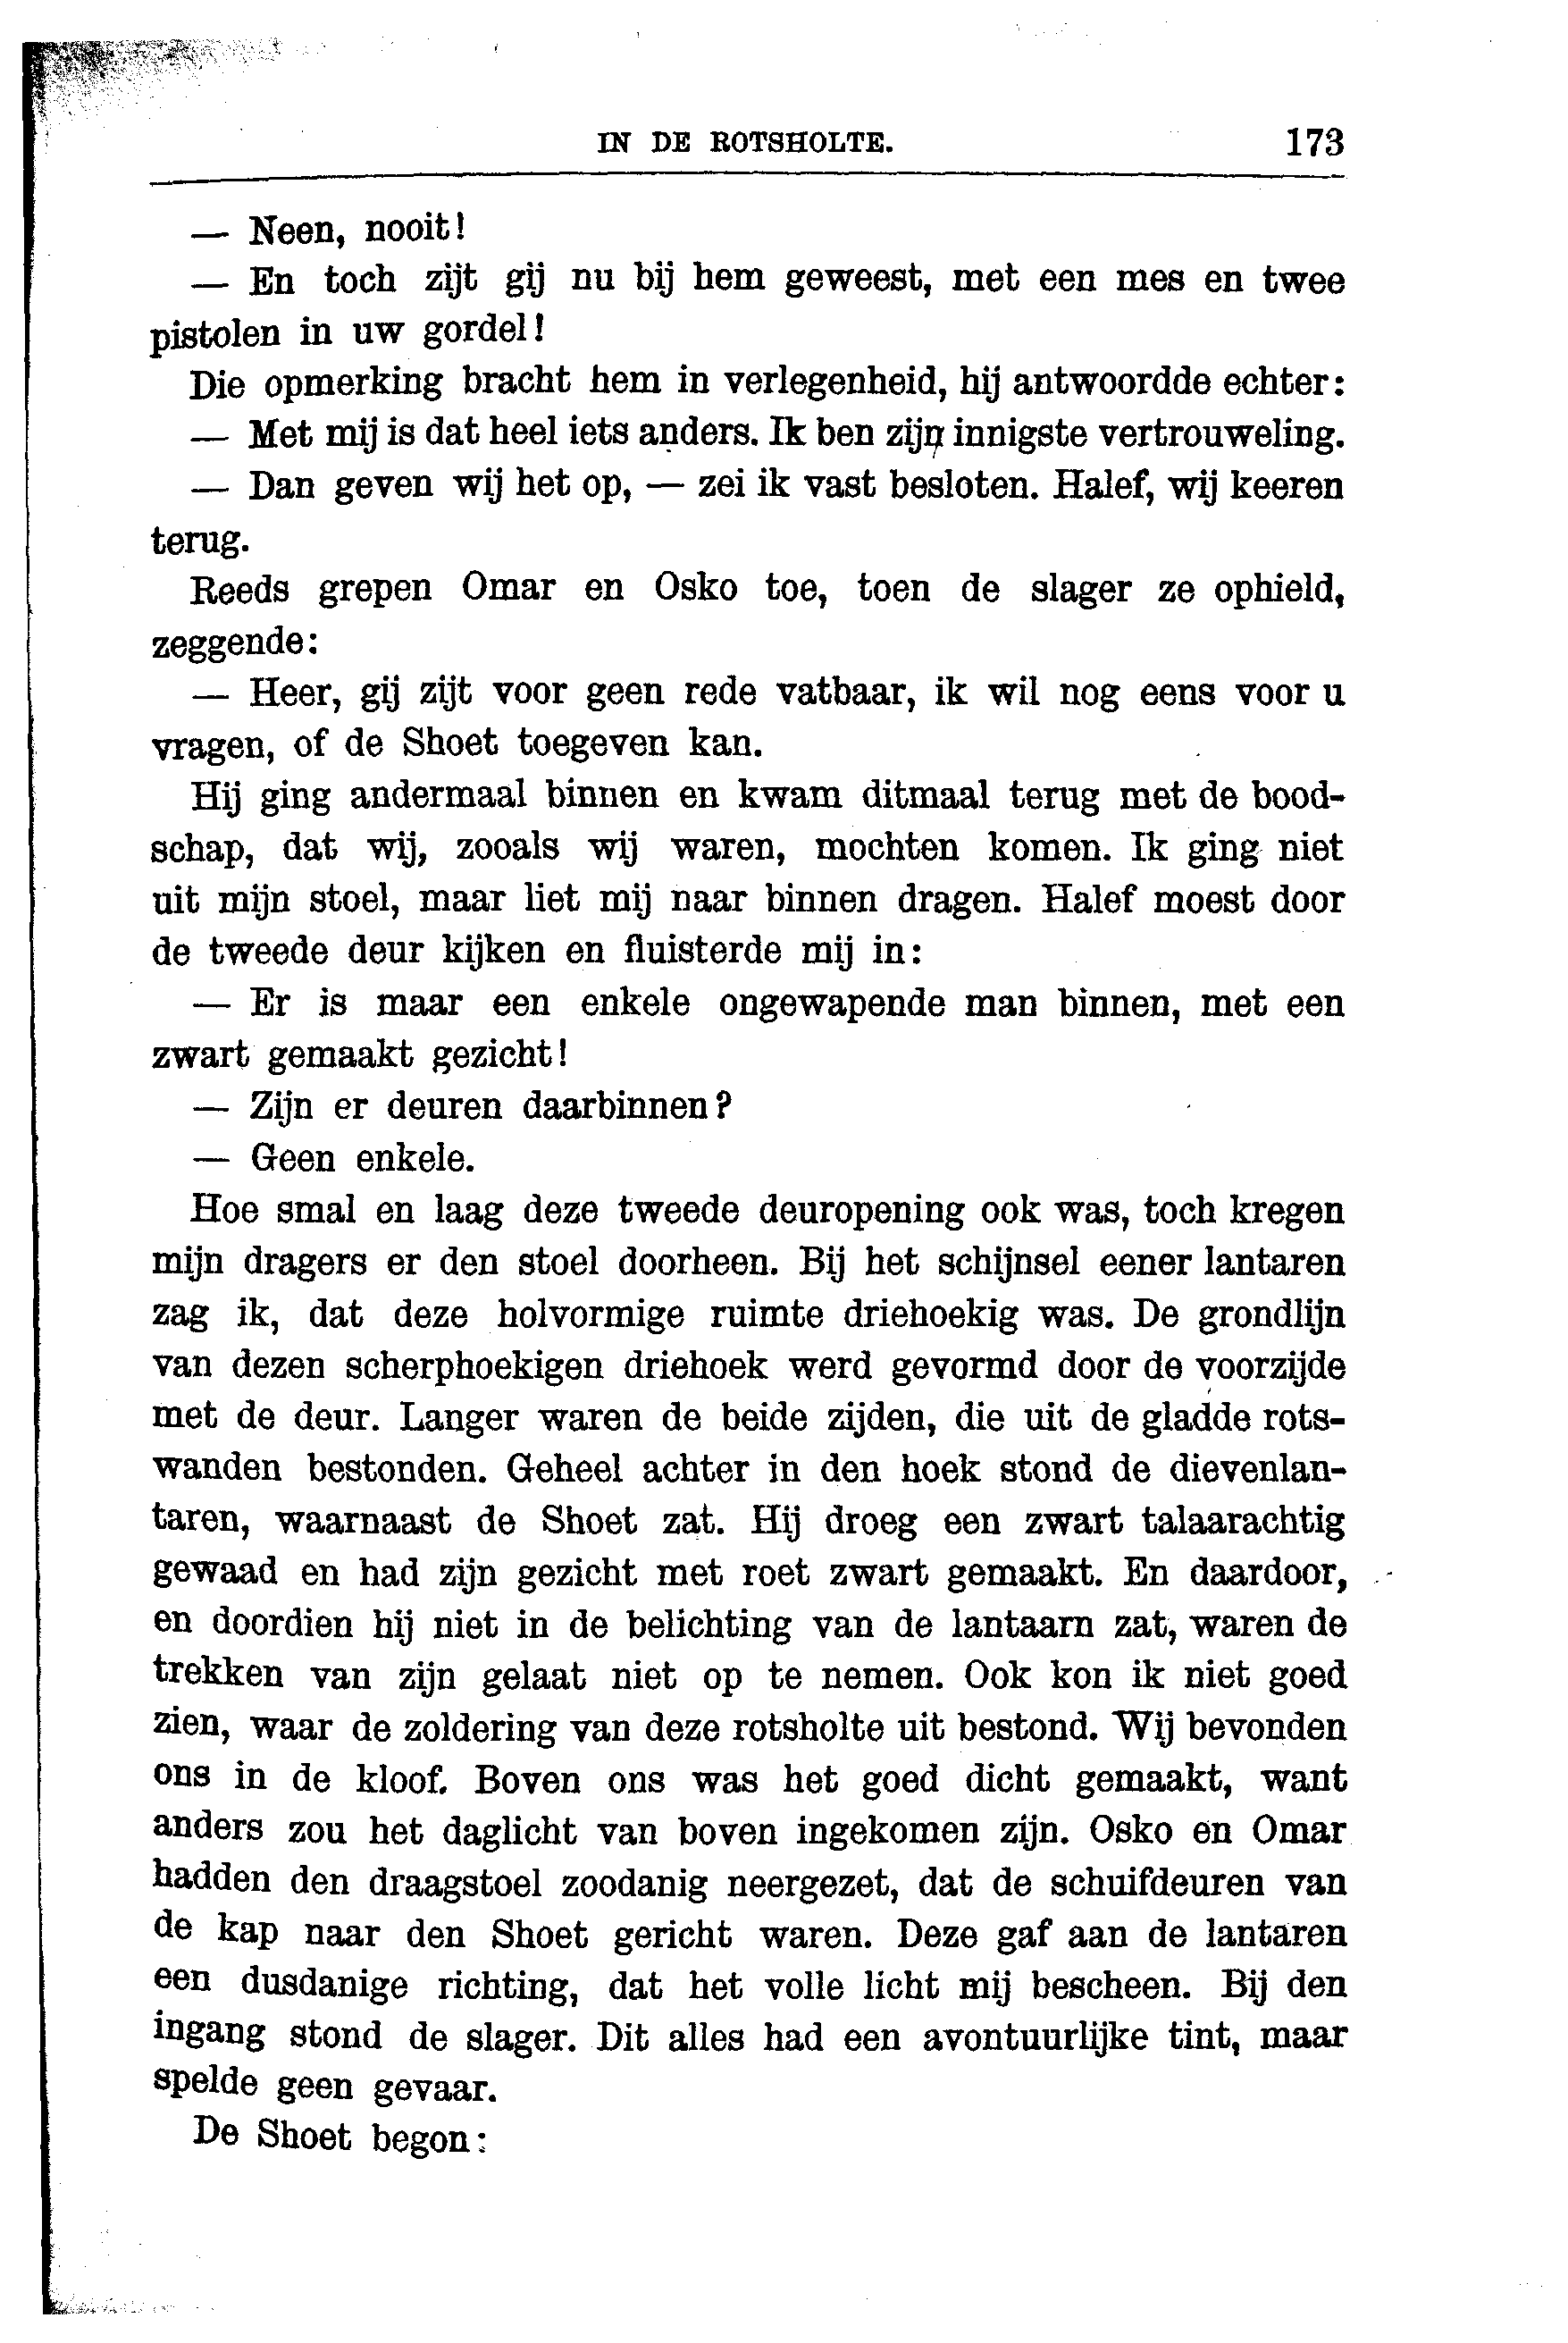 IN DE ROTSHOLTE. 173
— Neen, nooit!
— En toch zijt gij nu bij hem geweest, met een mes en twee
pistolen in uw gordel!
Die opmerking bracht hem in verlegenheid, hij antwoordde echter:
— Met mij is dat heel iets anders. Ik ben zijn innigste vertrouweling.
— Dan geven wij het op, — zei ik vast besloten. Halef, wij keeren
terug.
Reeds grepen Omar en Osko toe, toen de slager ze ophield,
zeggende:
— Heer, gij zijt voor geen rede vatbaar, ik wil nog eens voor u
vragen, of de Shoet toegeven kan.
Hij ging andermaal binnen en kwam ditmaal terug met de bood-
schap, dat wij, zooals wij waren, mochten komen. Ik ging niet
uit mijn stoel, maar liet mij naar binnen dragen. Halef moest door
de tweede deur kijken en fluisterde mij in:
— Er is maar een enkele ongewapende man binnen, met een
zwart gemaakt gezicht!
— Zijn er deuren daarbinnen?
— Geen enkele.
Hoe smal en laag deze tweede deuropening ook was, toch kregen
mijn dragers er den stoel doorheen. Bij het schijnsel eener lantaren
zag ik, dat deze holvormige ruimte driehoekig was. De grondlijn
van dezen scherphoekigen driehoek werd gevormd door de voorzijde
met de deur. Langer waren de beide zijden, die uit de gladde rots-
wanden bestonden. Geheel achter in den hoek stond de dievenlan-
taren, waarnaast de Shoet zat. Hij droeg een zwart talaarachtig
gewaad en had zijn gezicht met roet zwart gemaakt. En daardoor,
en doordien hij niet in de belichting van de lantaarn zat, waren de
trekken van zijn gelaat niet op te nemen. Ook kon ik niet goed
zien, waar de zoldering van deze rotsholte uit bestond. Wij bevonden
ons in de kloof. Boven ons was het goed dicht gemaakt, want
anders zou het daglicht van boven ingekomen zijn. Osko en Omar
hadden den draagstoel zoodanig neergezet, dat de schuifdeuren van
de kap naar den Shoet gericht waren. Deze gaf aan de lantaren
een dusdanige richting, dat het volle licht mij bescheen. Bij den
ingang stond de slager. Dit alles had een avontuurlijke tint, maar
spelde geen gevaar.
De Shoet begon: